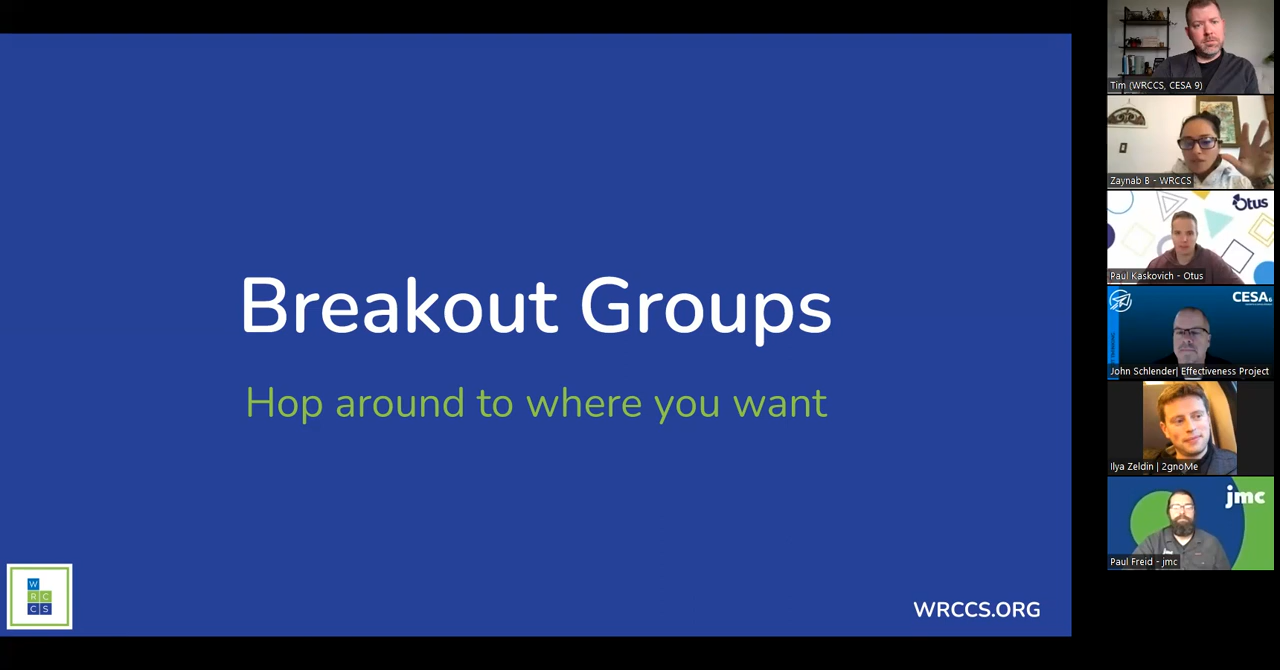 Breakout Groups
Hop around to where you want
W
R C
C S
WRCCS.ORG
Tim (WRCCS, CESA 9)
Zaynab B - WRCCS
Otus
Paul Kaskovich - Otus
CESA6
John Schlender| Effectiveness Project
Ilya Zeldin | 2gnoMe
jmc
Paul Freid - jmc